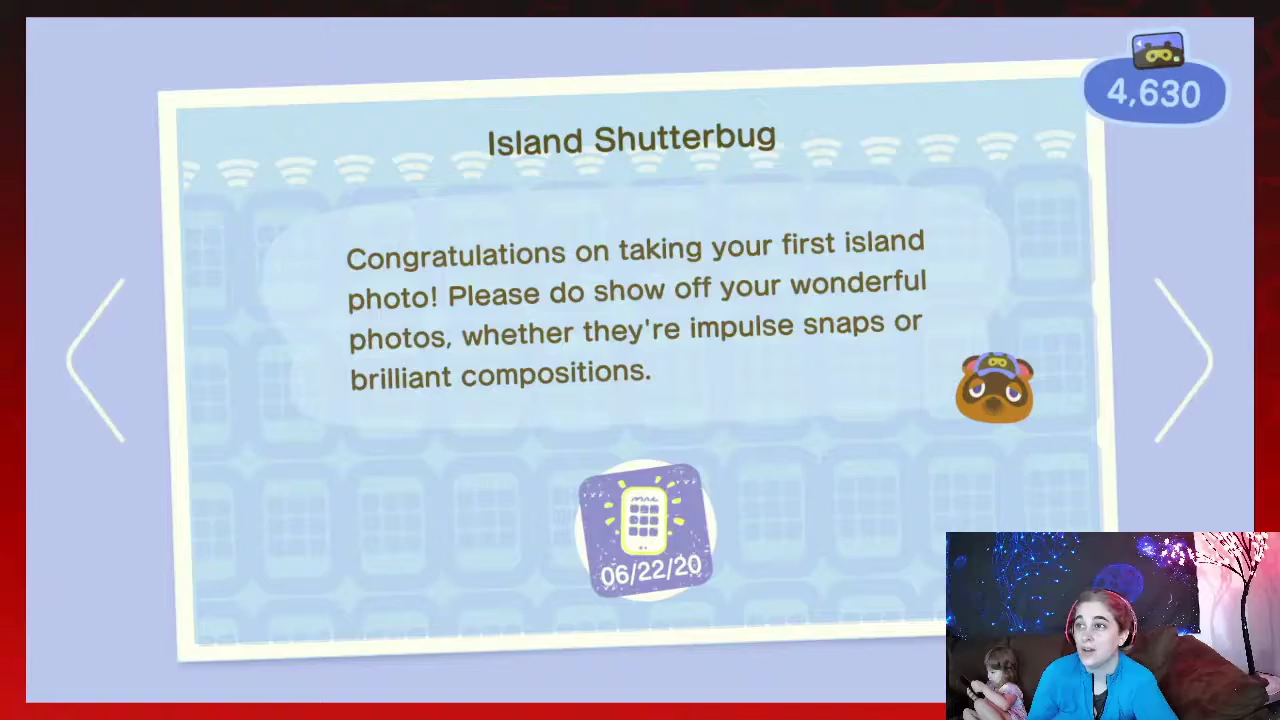 4,630
Island Shutterbug
Congratulations on taking your first island
photo! Please do show off your wonderful
photos, whether they're impulse snaps or
brilliant compositions.
06/22/20